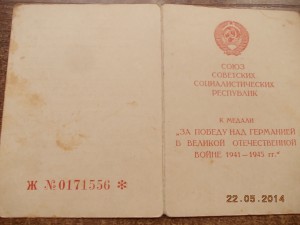 Ж №0171556 *
СОЮЗ
СОВЕТСКИХ
СОЦИАЛИСТИЧЕСКИХ
РЕСПУБЛИК
К МЕДАЛИ
„ЗА ПОБЕДУ НАД ГЕРМАНИЕЙ
В ВЕЛИКОЙ ОТЕЧЕСТВЕННОЙ
ВОЙНЕ 1941—1945 гг.“
22.05.2014